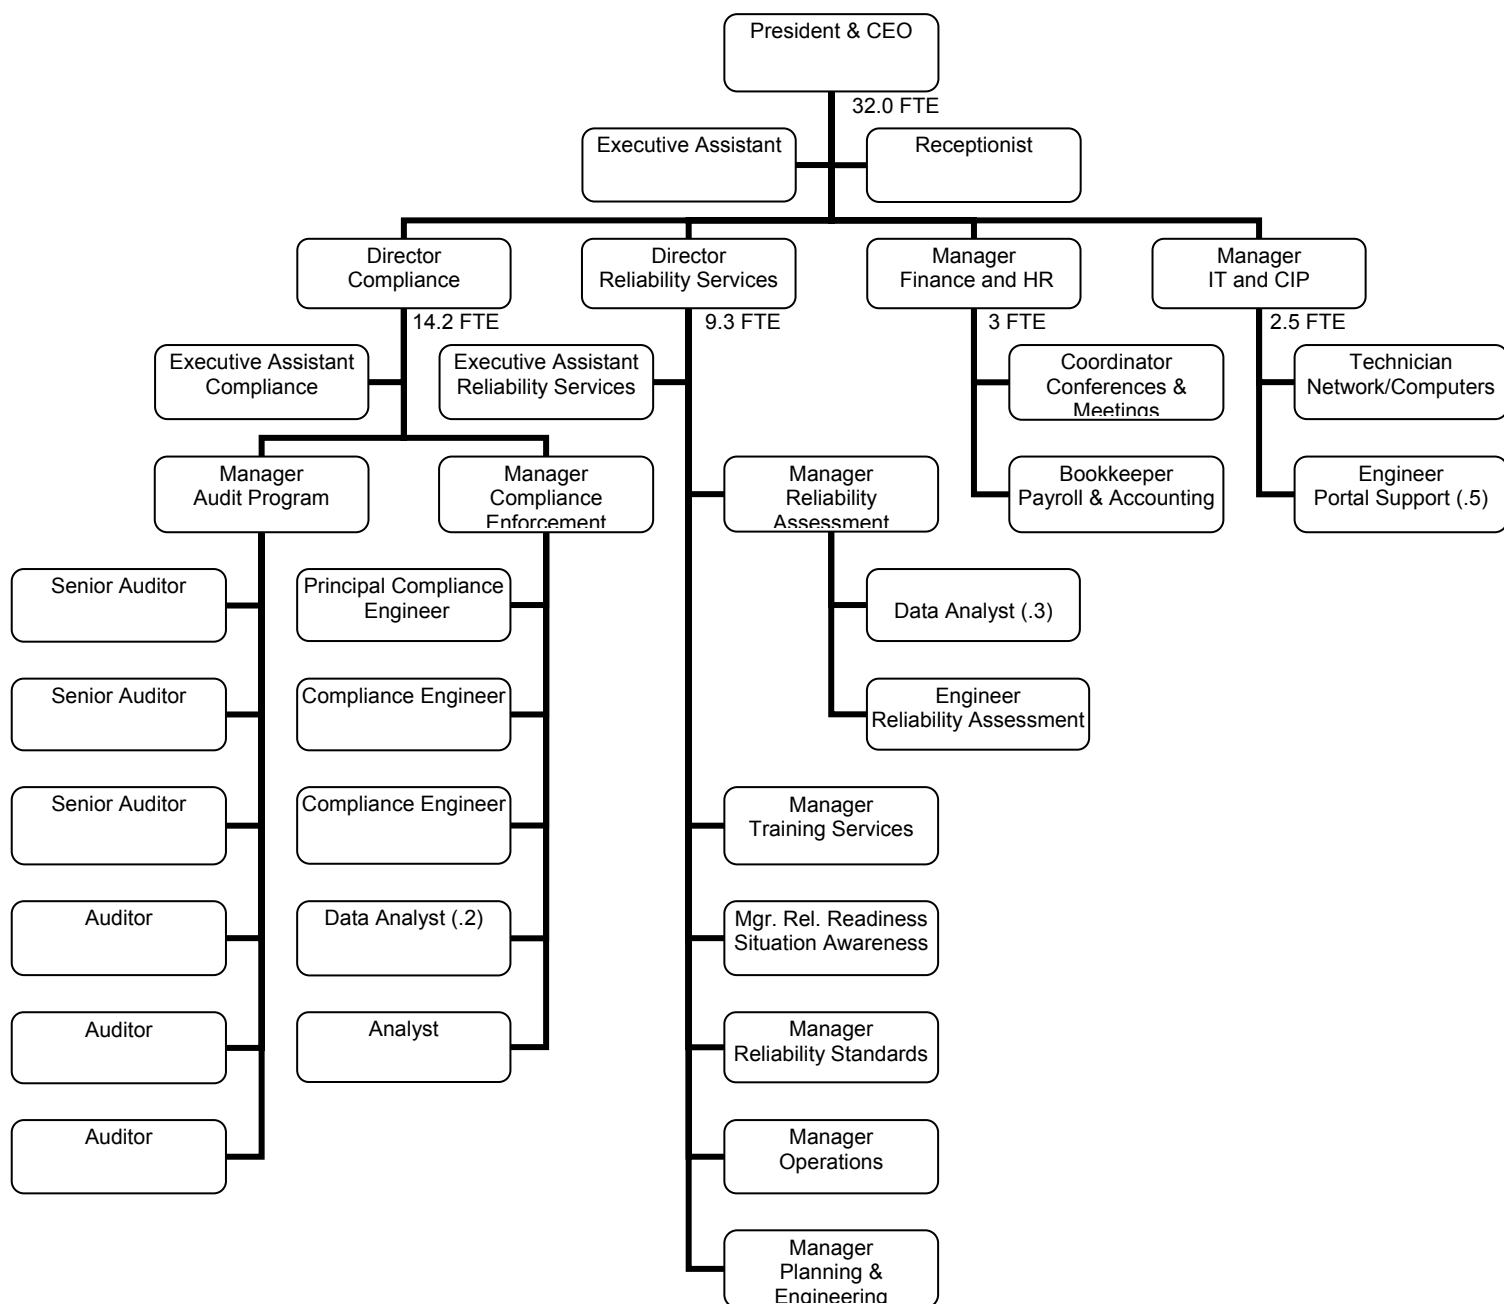 President & CEO
32.0 FTE
Executive Assistant
Receptionist
Director
Compliance
14.2 FTE
Director
Reliability Services
9.3 FTE
Manager
Finance and HR
3 FTE
Manager
IT and CIP
2.5 FTE
Executive Assistant
Compliance
Executive Assistant
Reliability Services
Coordinator
Conferences &
Meetings
Technician
Network/Computers
Manager
Audit Program
Manager
Compliance
Enforcement
Manager
Reliability
Assessment
Bookkeeper
Payroll & Accounting
Engineer
Portal Support (.5)
Senior Auditor
Principal Compliance
Engineer
Data Analyst (.3)
Senior Auditor
Compliance Engineer
Engineer
Reliability Assessment
Senior Auditor
Compliance Engineer
Manager
Training Services
Auditor
Data Analyst (.2)
Mgr. Rel. Readiness
Situation Awareness
Auditor
Analyst
Manager
Reliability Standards
Auditor
Manager
Operations
Manager
Planning &
Engineering